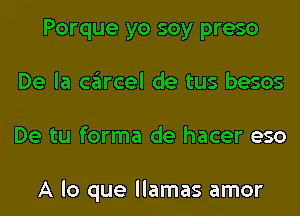 Porque yo soy preso
De la cárcel de tus besos
De tu forma de hacer eso
A lo que llamas amor